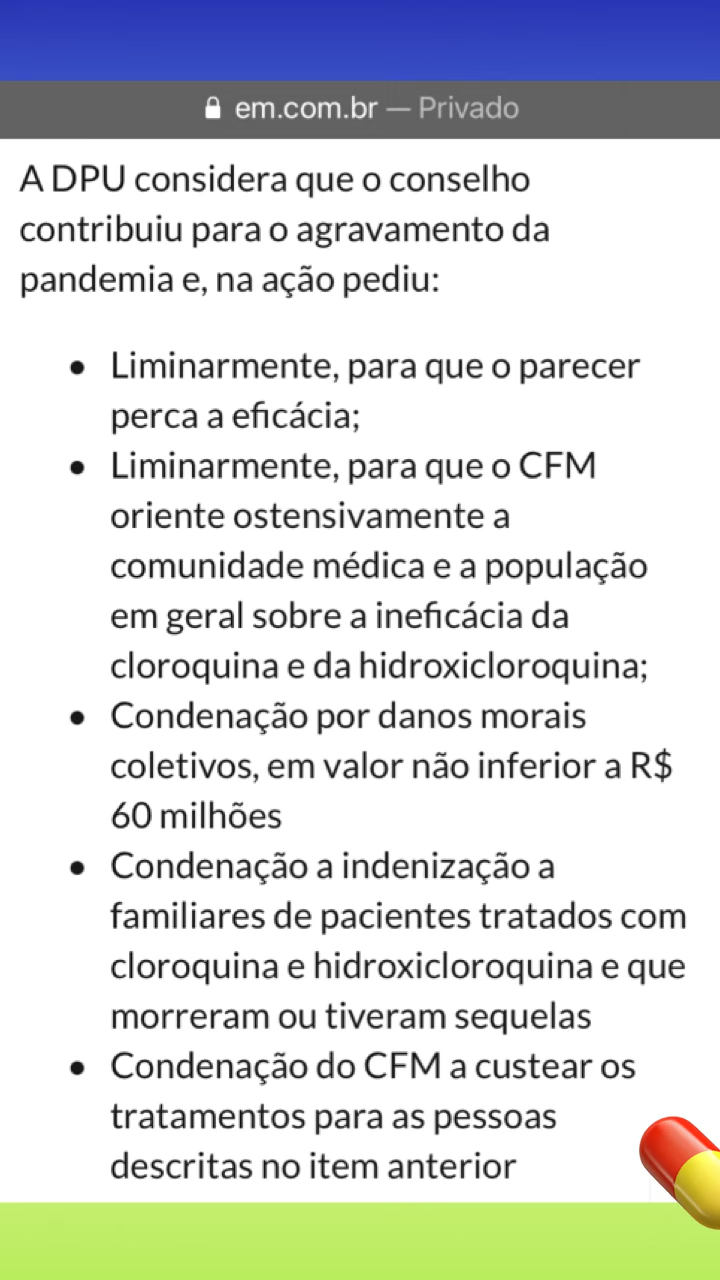 em.com.br — Privado
A DPU considera que o conselho
contribuiu para o agravamento da
pandemia e, na ação pediu:
• Liminarmente, para que o parecer
perca a eficácia;
• Liminarmente, para que o CFM
oriente ostensivamente a
comunidade médica e a população
em geral sobre a ineficácia da
cloroquina e da hidroxicloroquina;
• Condenação por danos morais
coletivos, em valor não inferior a R$
60 milhões
• Condenação a indenização a
familiares de pacientes tratados com
cloroquina e hidroxicloroquina e que
morreram ou tiveram sequelas
• Condenação do CFM a custear os
tratamentos para as pessoas
descritas no item anterior